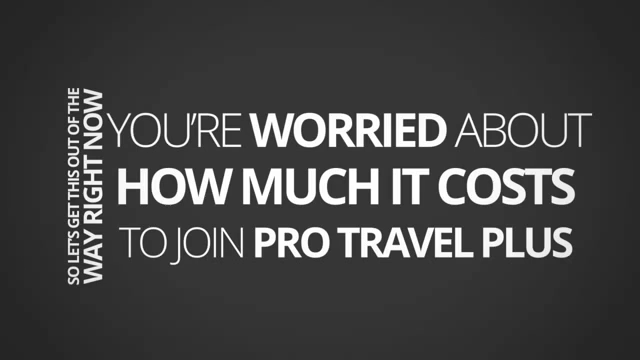 SO LET'S GET THIS OUT OF THE
WAY RIGHT NOW
YOU'RE WORRIED ABOUT
HOW MUCH IT COSTS
TO JOIN PRO TRAVEL PLUS